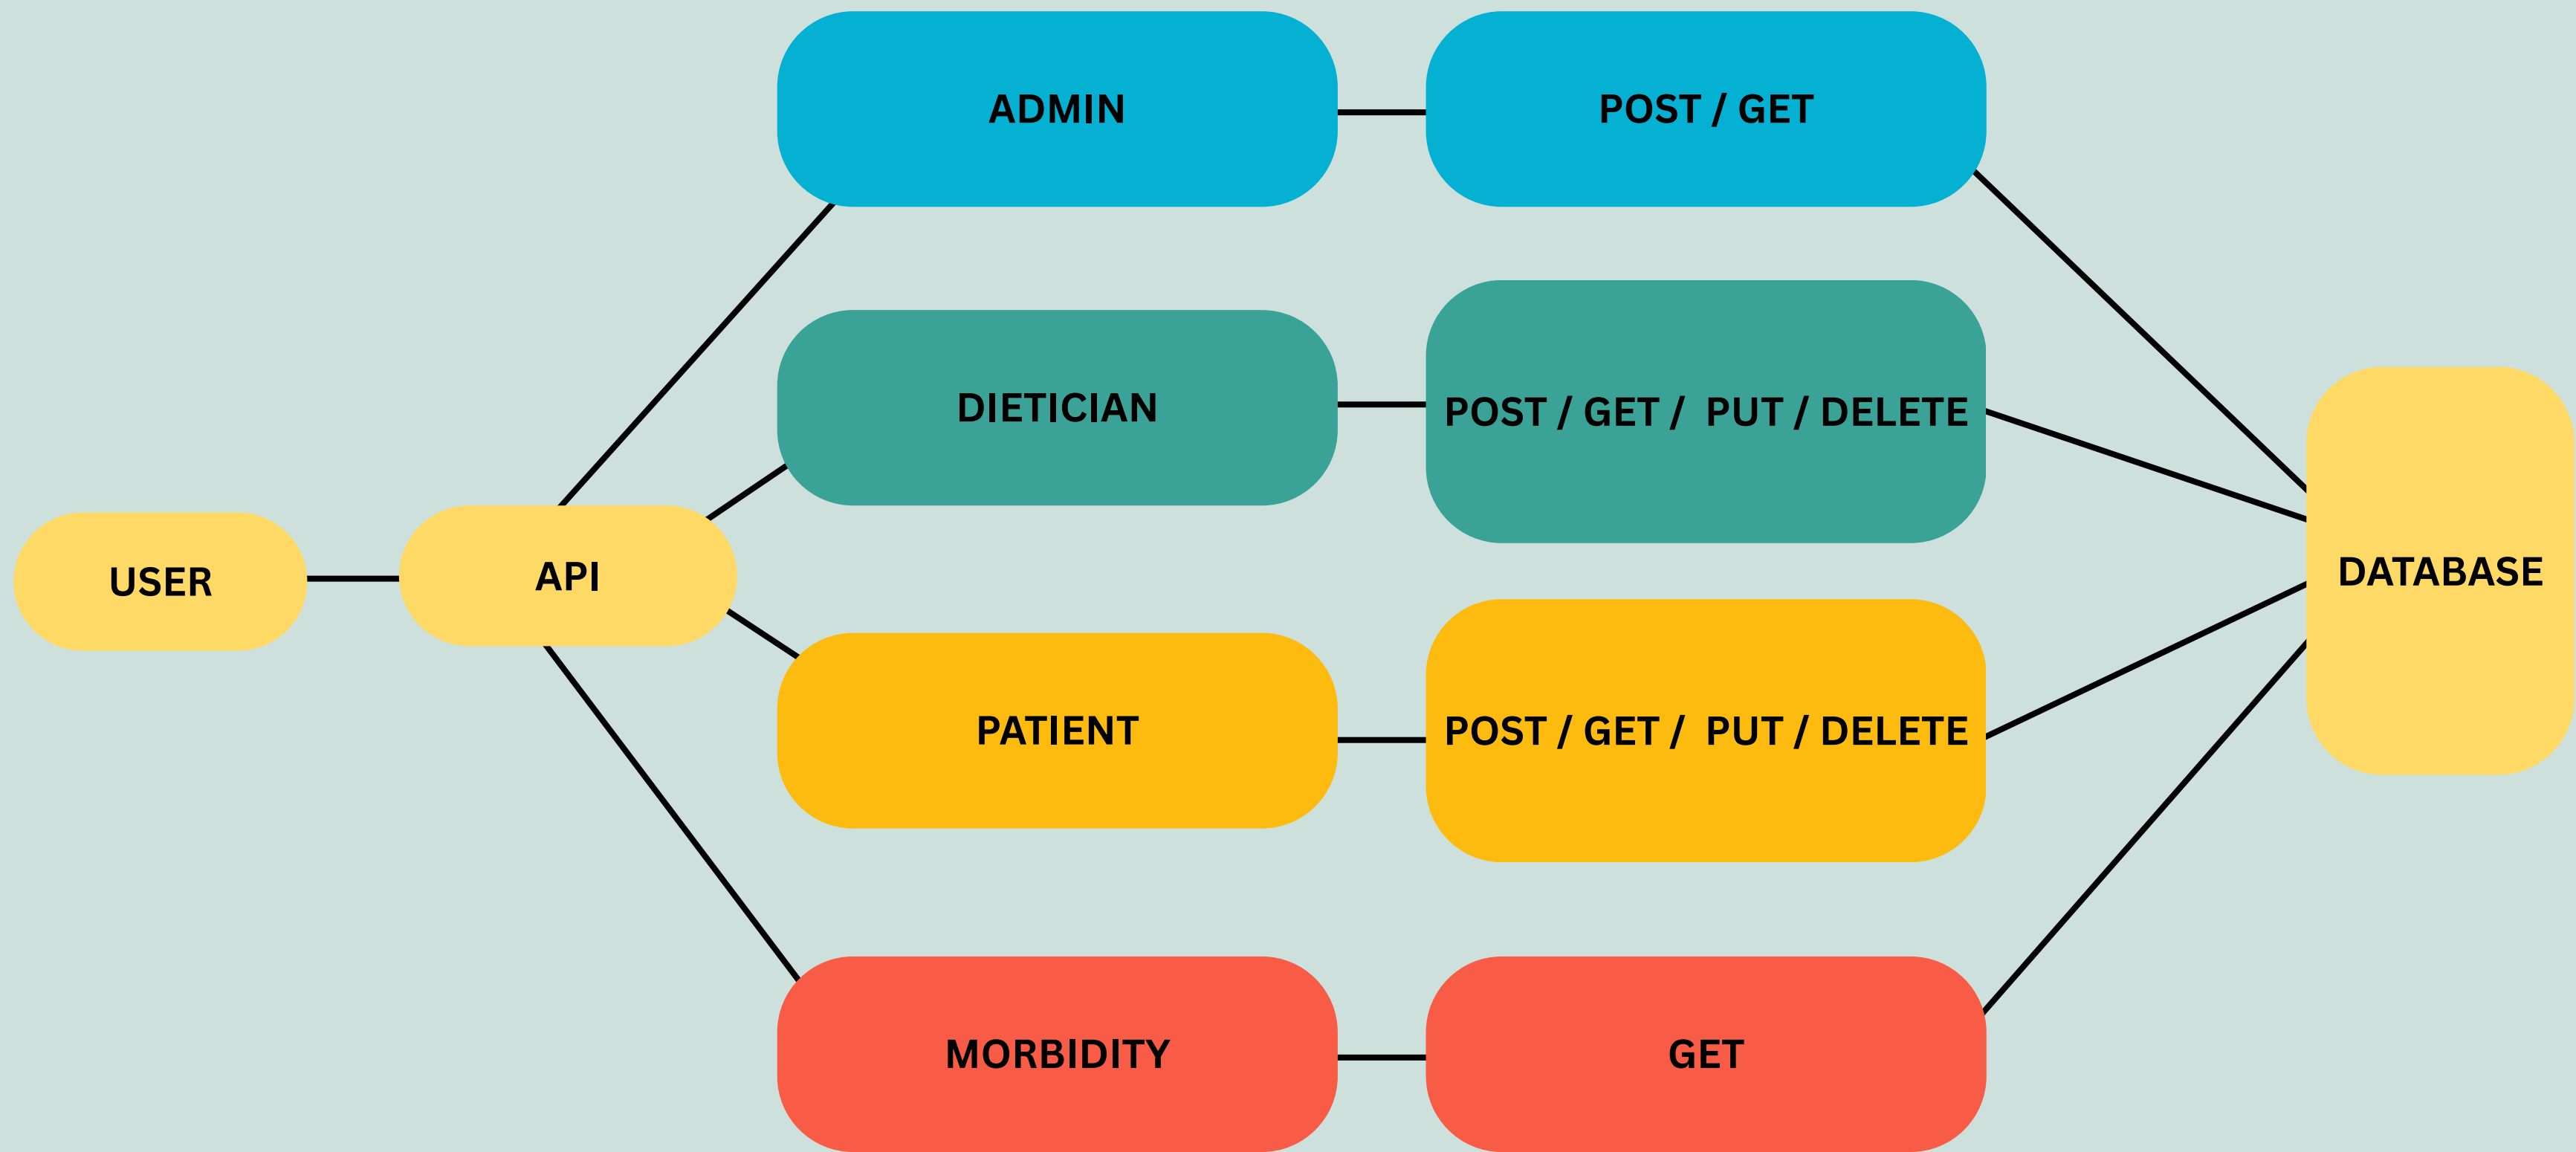 USER
API
ADMIN
POST / GET
DIETICIAN
POST / GET /  PUT / DELETE
PATIENT
POST / GET /  PUT / DELETE
MORBIDITY
GET
DATABASE